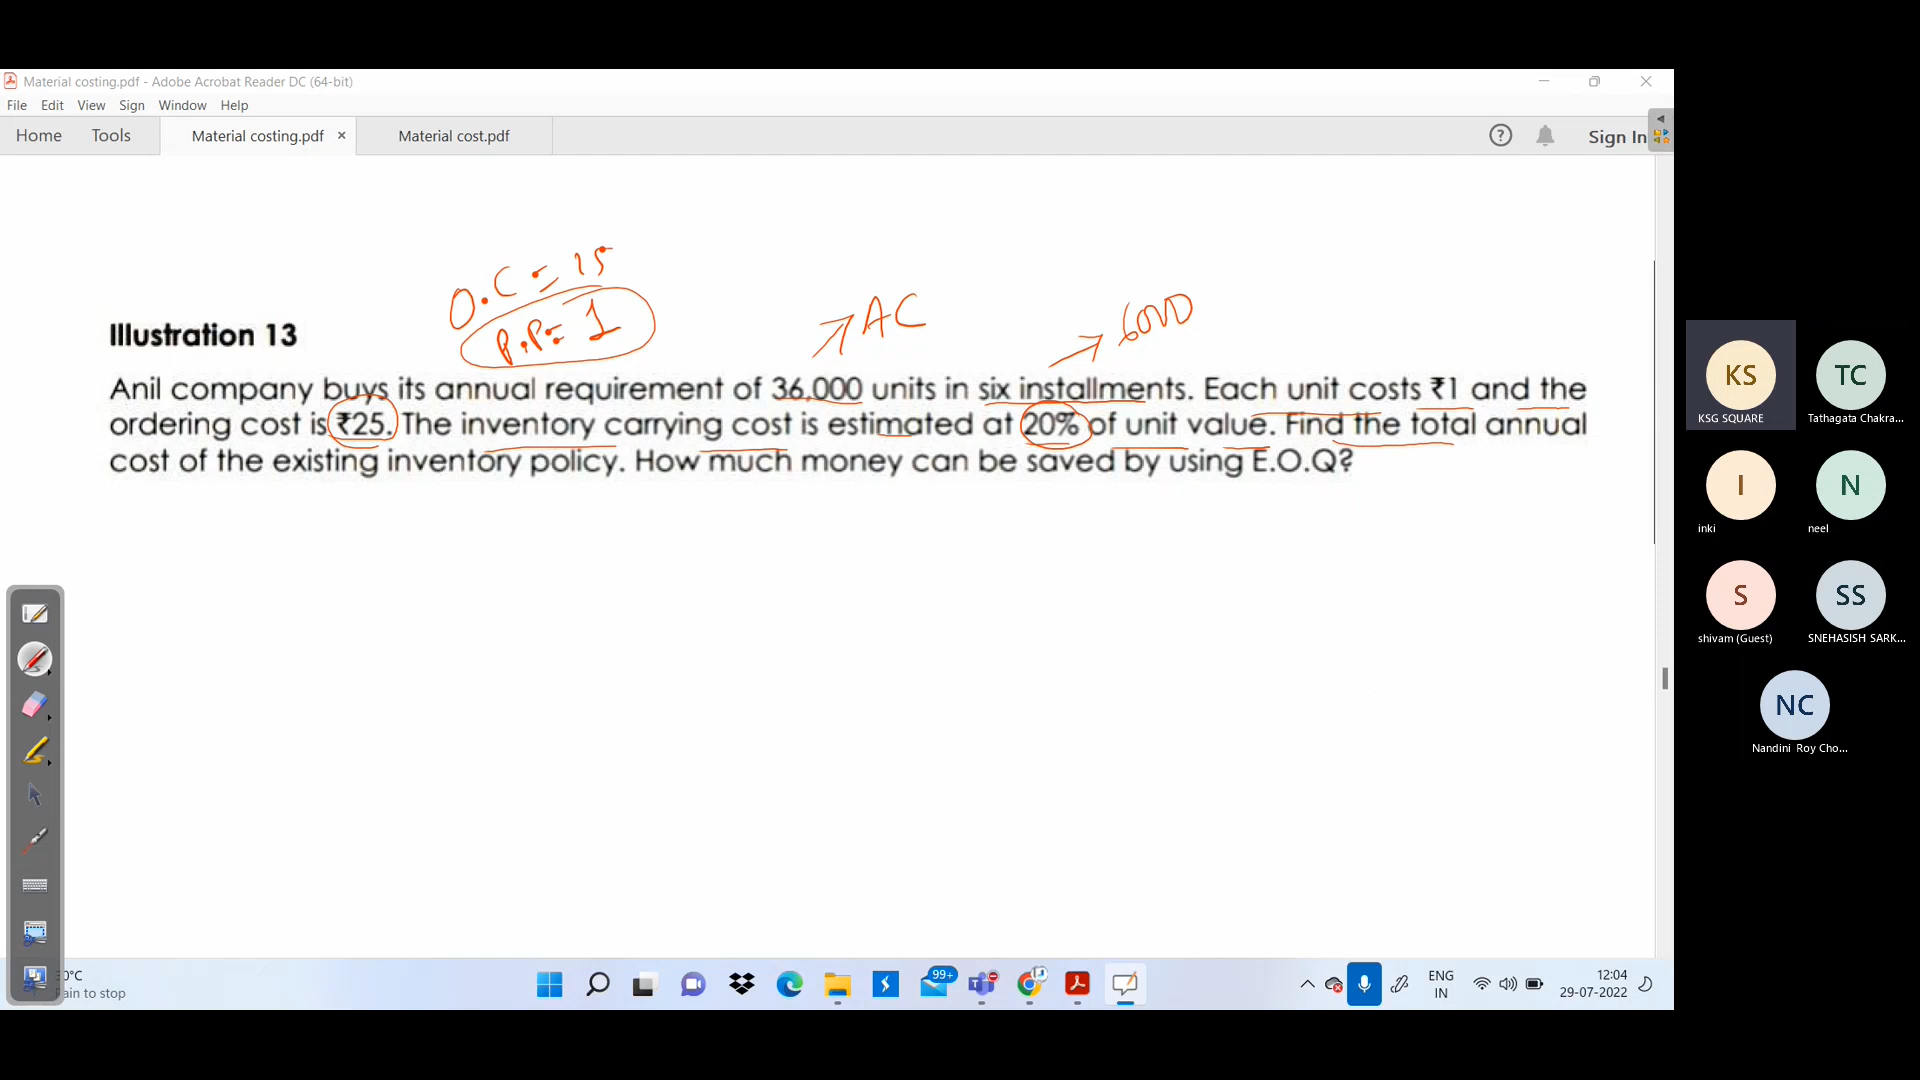 Material costing.pdf - Adobe Acrobat Reader DC (64-bit)
File Edit View Sign Window Help
Home Tools Material costing.pdf × Material cost.pdf Sign In
O.C = 15
P.P = 1
AC
6000
Illustration 13
Anil company buys its annual requirement of 36,000 units in six installments. Each unit costs ₹1 and the
ordering cost is ₹25. The inventory carrying cost is estimated at 20% of unit value. Find the total annual
cost of the existing inventory policy. How much money can be saved by using E.O.Q?
KS
KSG SQUARE
TC
Tathagata Chakra...
I
inki
N
neel
S
shivam (Guest)
SS
SNEHASISH SARK...
NC
Nandini Roy Cho...
0°C
ain to stop
99+
ENG
IN
12:04
29-07-2022